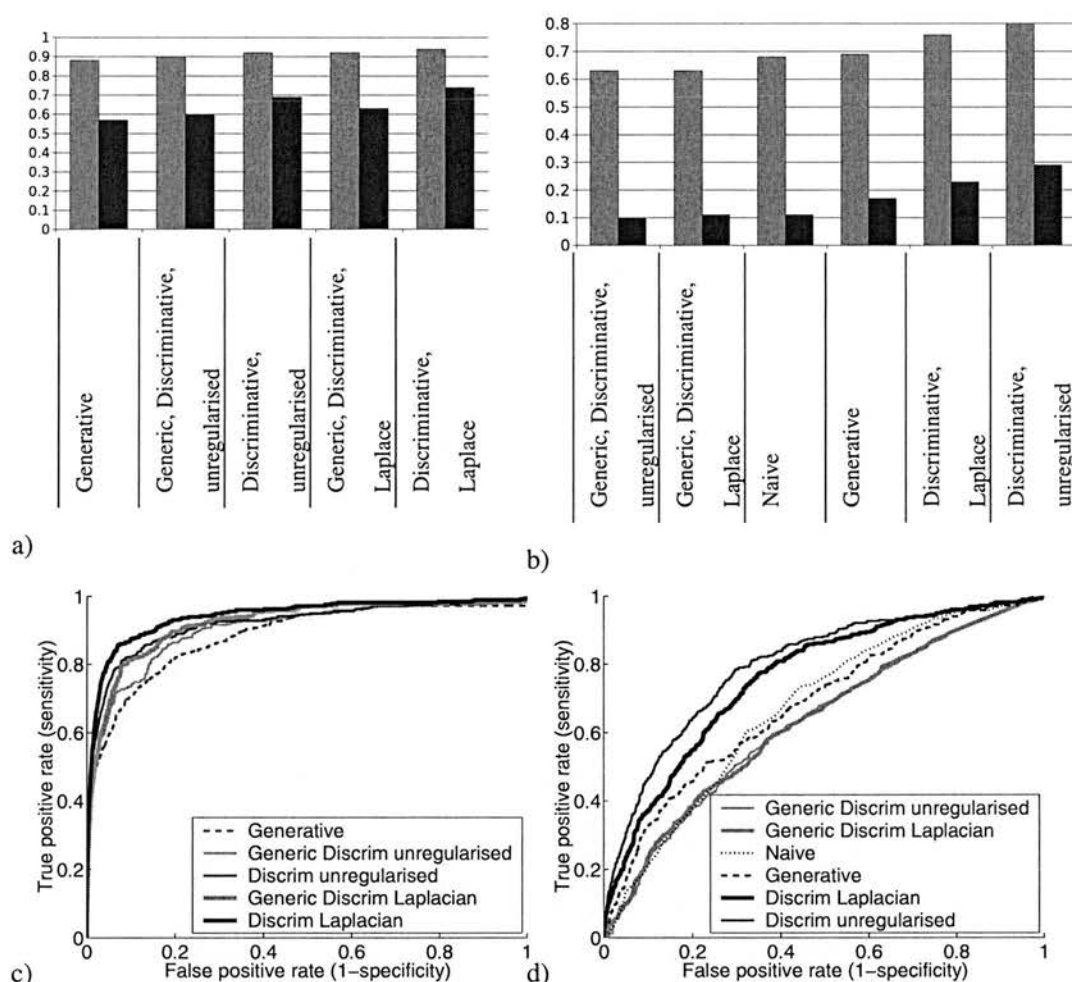 1
0.9
0.8
0.7
0.6
0.5
0.4
0.3
0.2
0.1
0
Generative
Generic, Discriminative,
unregularised
Discriminative,
unregularised
Generic, Discriminative,
Laplace
Discriminative,
Laplace
a)
0.8
0.7
0.6
0.5
0.4
0.3
0.2
0.1
0
Generic, Discriminative,
unregularised
Generic, Discriminative,
Laplace
Naive
Generative
Discriminative,
Laplace
Discriminative,
unregularised
b)
True positive rate (sensitivity)
1
0.8
0.6
0.4
0.2
0
Generative
Generic Discrim unregularised
Discrim unregularised
Generic Discrim Laplacian
Discrim Laplacian
0 0.2 0.4 0.6 0.8 1
False positive rate (1−specificity)
c)
True positive rate (sensitivity)
1
0.8
0.6
0.4
0.2
0
Generic Discrim unregularised
Generic Discrim Laplacian
Naive
Generative
Discrim Laplacian
Discrim unregularised
0 0.2 0.4 0.6 0.8 1
False positive rate (1−specificity)
d)